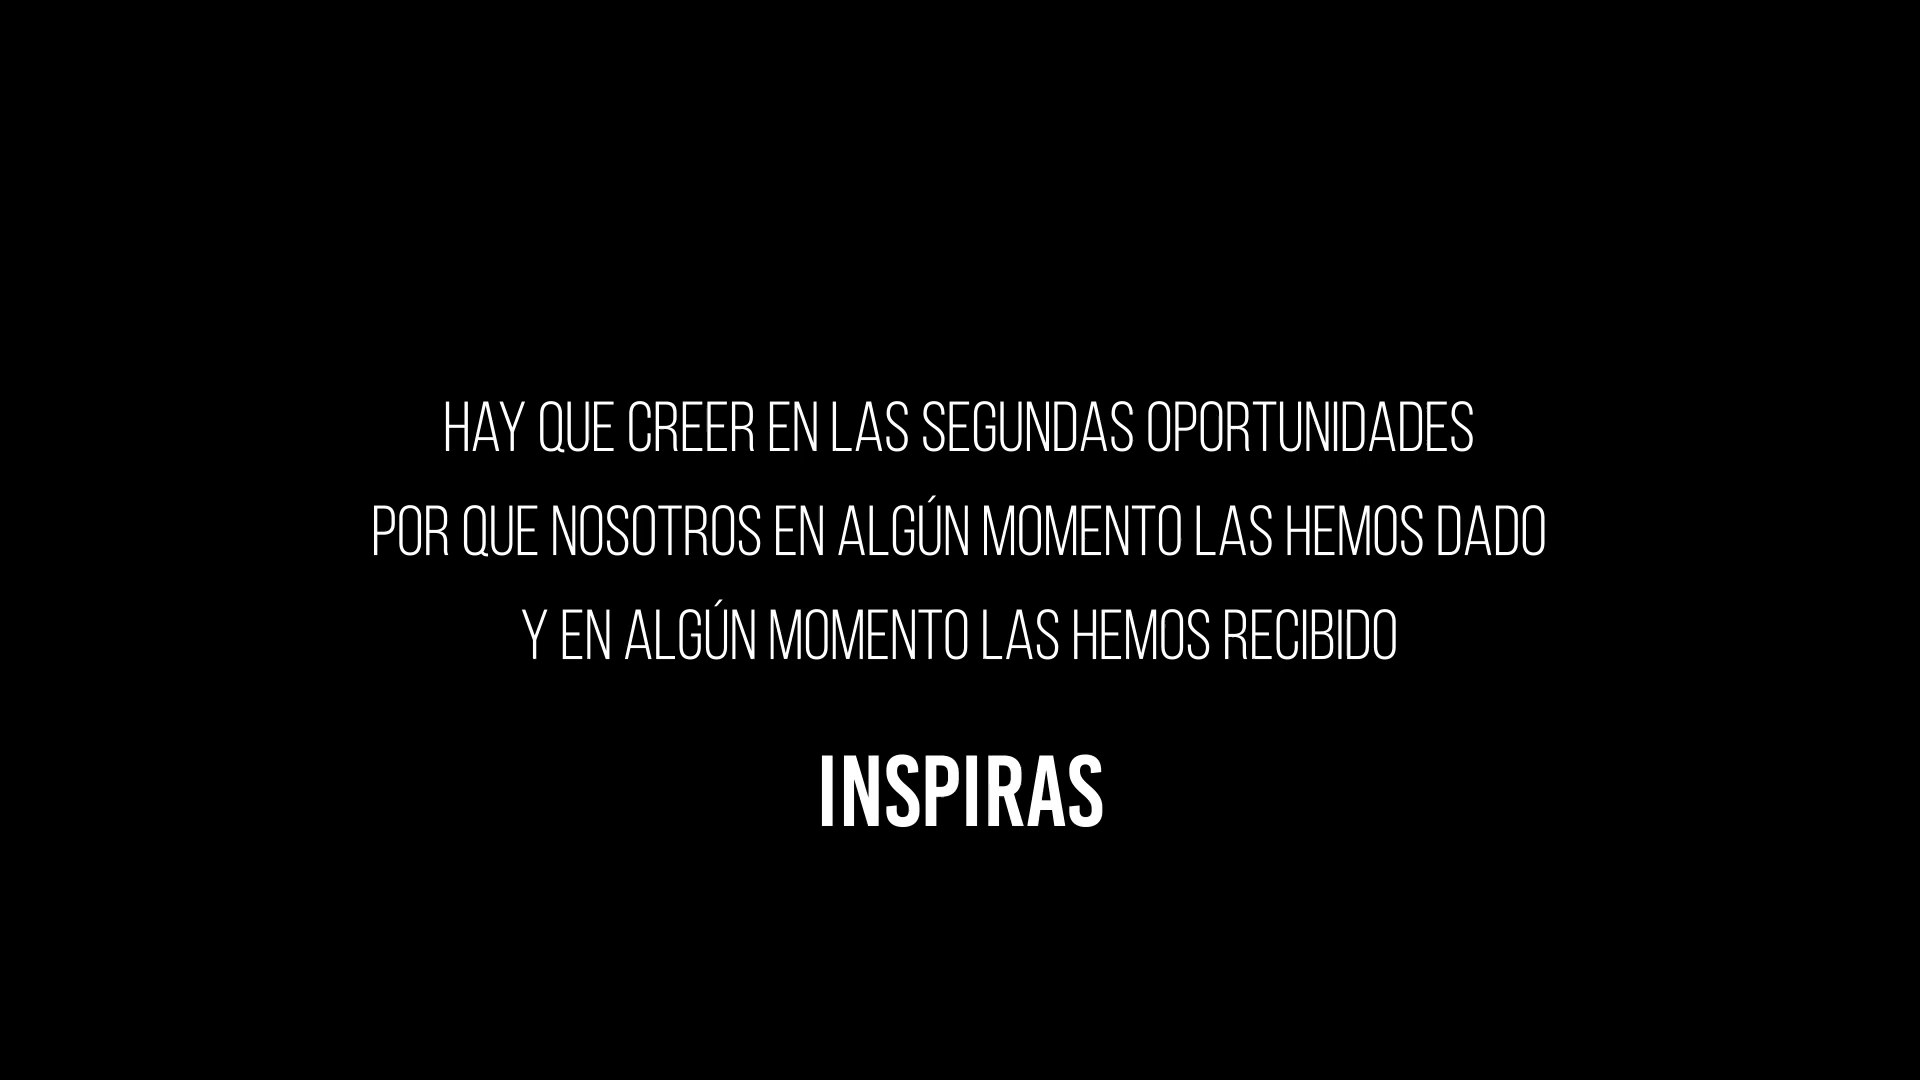 HAY QUE CREER EN LAS SEGUNDAS OPORTUNIDADES
POR QUE NOSOTROS EN ALGÚN MOMENTO LAS HEMOS DADO
Y EN ALGÚN MOMENTO LAS HEMOS RECIBIDO
INSPIRAS